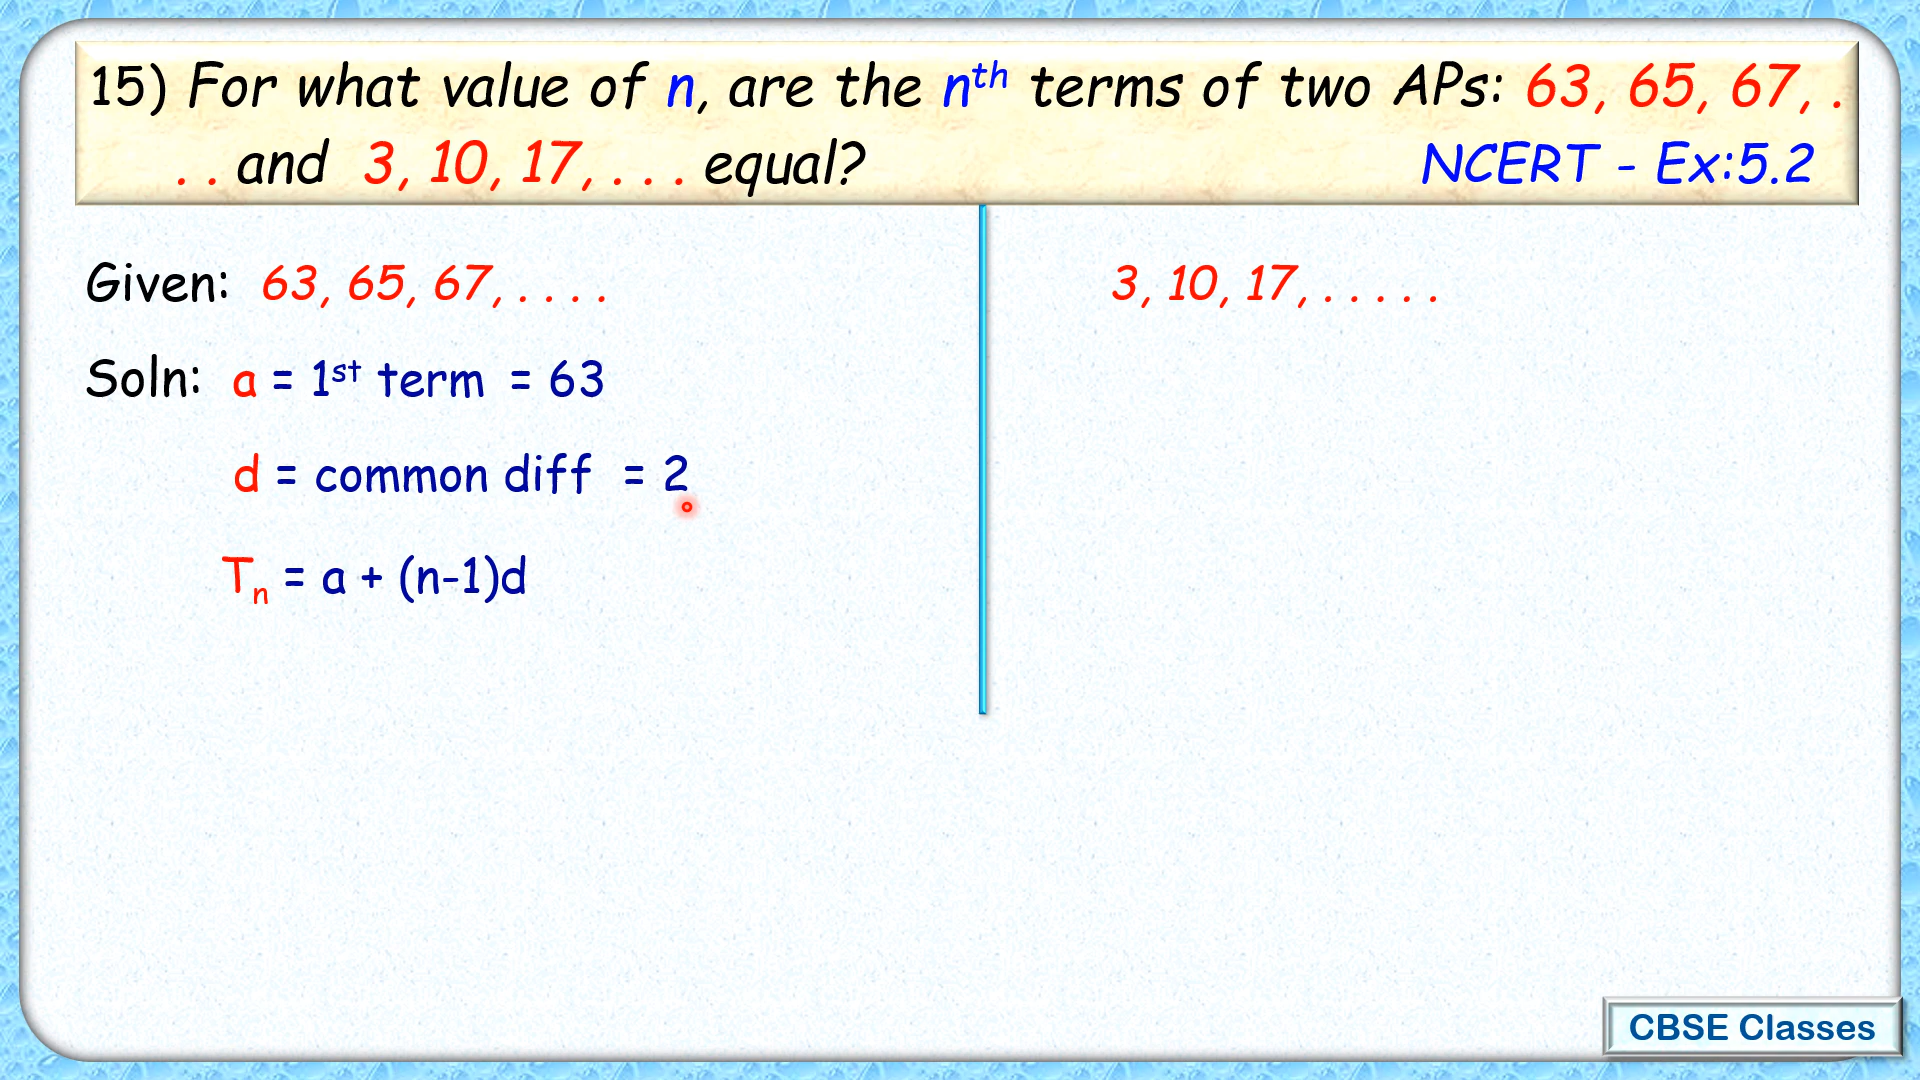 15) For what value of n, are the nth terms of two APs: 63, 65, 67, .
. . and 3, 10, 17, . . . equal? NCERT - Ex:5.2
Given: 63, 65, 67, . . . .
3, 10, 17, . . . . .
Soln: a = 1st term = 63
d = common diff = 2
Tn = a + (n-1)d
CBSE Classes